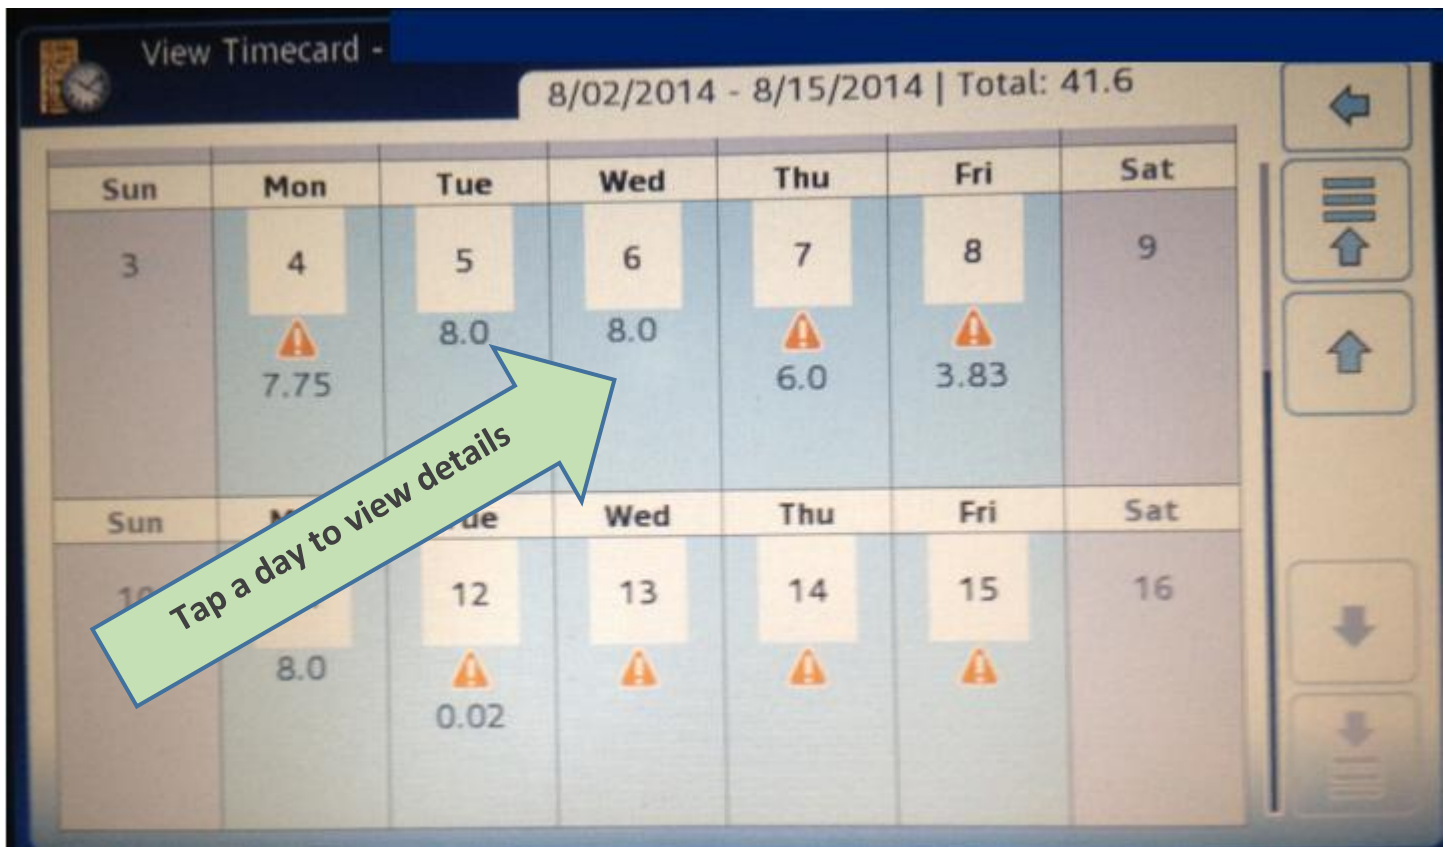 View Timecard -
8/02/2014 - 8/15/2014 | Total: 41.6
Sun Mon Tue Wed Thu Fri Sat
3 4 5 6 7 8 9
8.0 8.0
7.75 6.0 3.83
Tap a day to view details
Sun Wed Thu Fri Sat
12 13 14 15 16
8.0
0.02